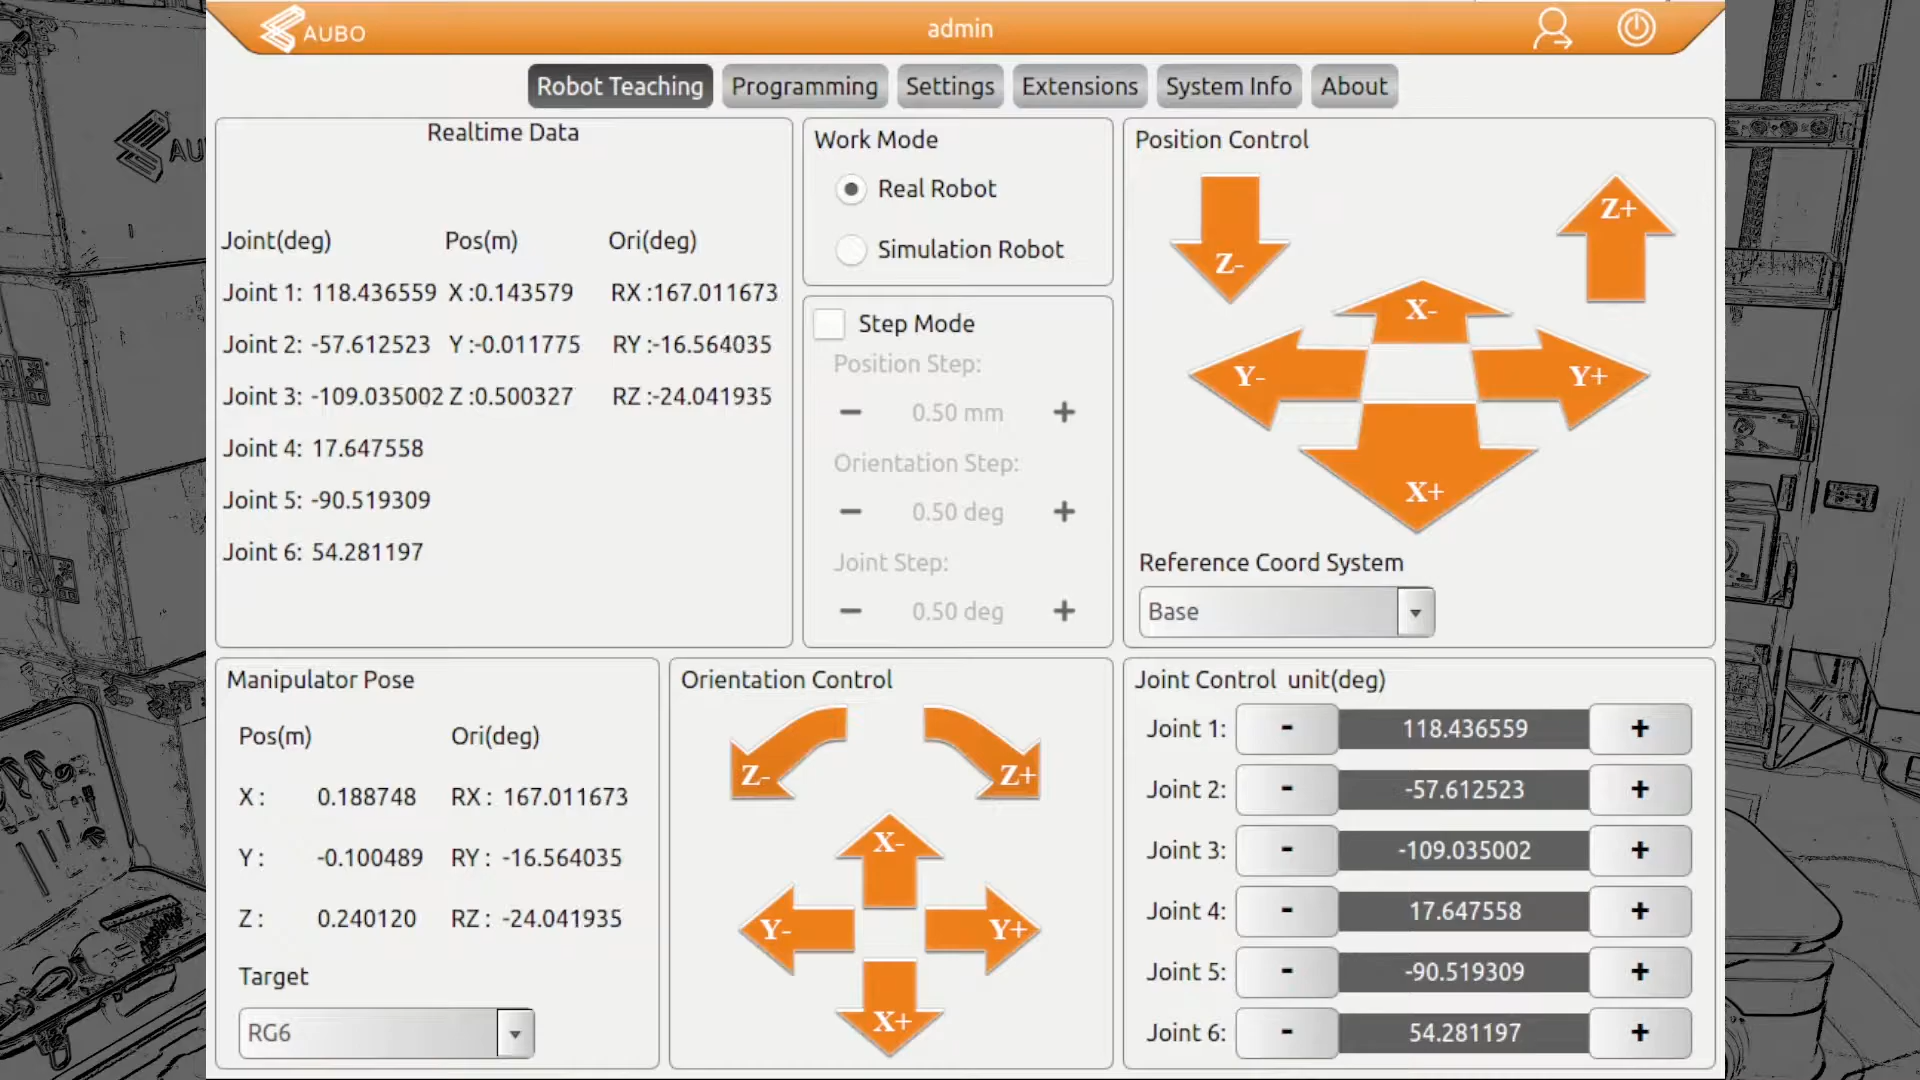 AUBO
admin
Robot Teaching
Programming
Settings
Extensions
System Info
About
Realtime Data
Joint(deg) Pos(m) Ori(deg)
Joint 1: 118.436559 X :0.143579 RX :167.011673
Joint 2: -57.612523 Y :-0.011775 RY :-16.564035
Joint 3: -109.035002 Z :0.500327 RZ :-24.041935
Joint 4: 17.647558
Joint 5: -90.519309
Joint 6: 54.281197
Work Mode
Real Robot
Simulation Robot
Step Mode
Position Step:
- 0.50 mm +
Orientation Step:
- 0.50 deg +
Joint Step:
- 0.50 deg +
Position Control
Z-
Z+
X-
Y-
Y+
X+
Reference Coord System
Base
Manipulator Pose
Pos(m) Ori(deg)
X : 0.188748 RX : 167.011673
Y : -0.100489 RY : -16.564035
Z : 0.240120 RZ : -24.041935
Target
RG6
Orientation Control
Z-
Z+
X-
Y-
Y+
X+
Joint Control unit(deg)
Joint 1: - 118.436559 +
Joint 2: - -57.612523 +
Joint 3: - -109.035002 +
Joint 4: - 17.647558 +
Joint 5: - -90.519309 +
Joint 6: - 54.281197 +
AU